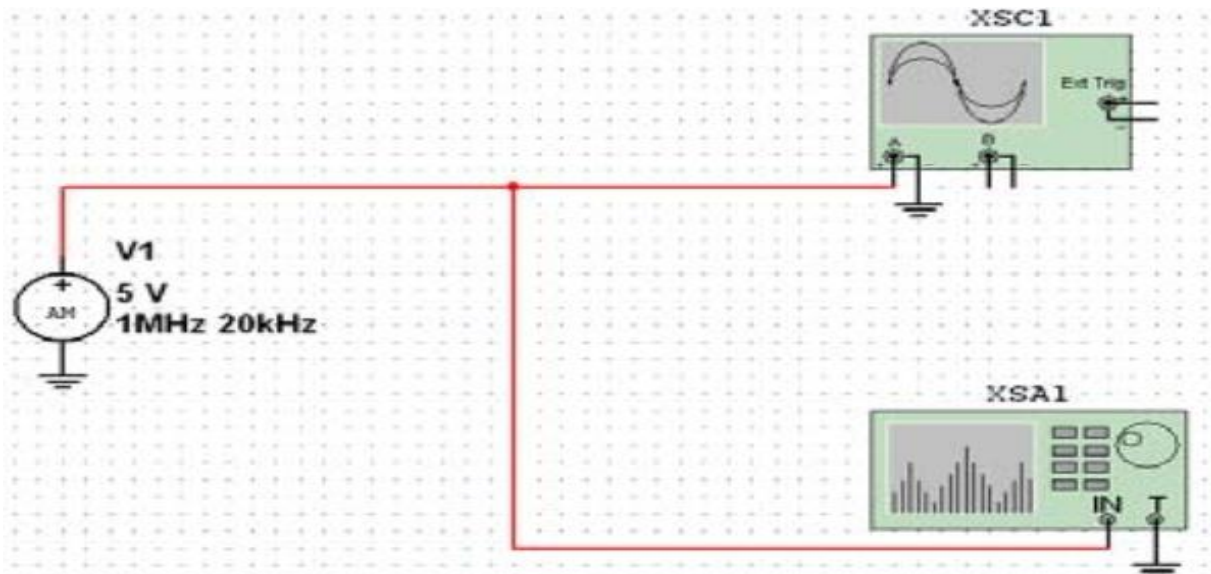 XSC1
Ext Trig
+
−
A
B
+ − + −
V1
+
5 V
AM
1MHz 20kHz
XSA1
IN T